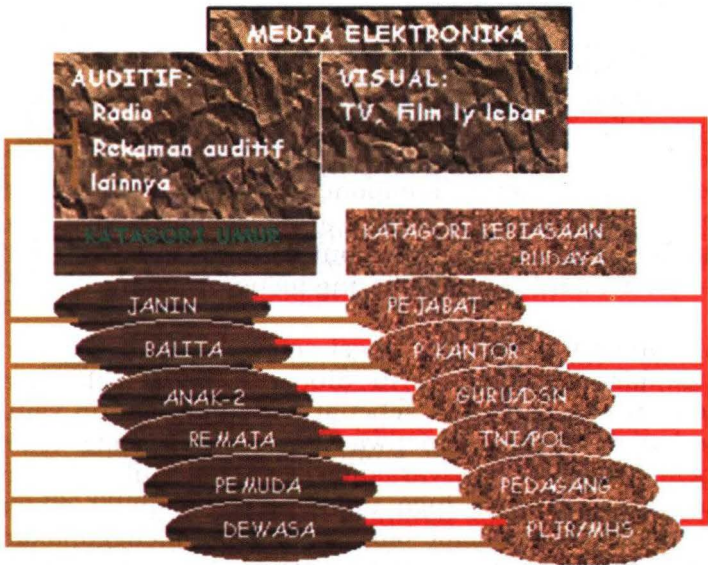 MEDIA ELEKTRONIKA
AUDITIF:
Radio
Rekaman auditif
lainnya
VISUAL:
TV, Film ly lebar
KATAGORI UMUR
KATAGORI KEBIASAAN
BUDAYA
JANIN
PEJABAT
BALITA
P. KANTOR
ANAK-2
GURU/DSN
REMAJA
TNI/POL
PEMUDA
PEDAGANG
DEWASA
PLJR/MHS